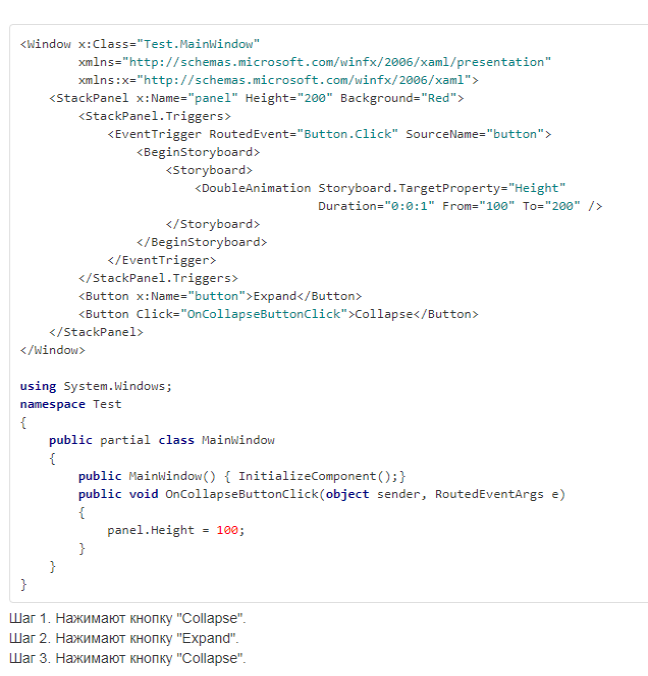 <Window x:Class="Test.MainWindow"
        xmlns="http://schemas.microsoft.com/winfx/2006/xaml/presentation"
        xmlns:x="http://schemas.microsoft.com/winfx/2006/xaml">
    <StackPanel x:Name="panel" Height="200" Background="Red">
        <StackPanel.Triggers>
            <EventTrigger RoutedEvent="Button.Click" SourceName="button">
                <BeginStoryboard>
                    <Storyboard>
                        <DoubleAnimation Storyboard.TargetProperty="Height"
                                         Duration="0:0:1" From="100" To="200" />
                    </Storyboard>
                </BeginStoryboard>
            </EventTrigger>
        </StackPanel.Triggers>
        <Button x:Name="button">Expand</Button>
        <Button Click="OnCollapseButtonClick">Collapse</Button>
    </StackPanel>
</Window>
using System.Windows;
namespace Test
{
    public partial class MainWindow
    {
        public MainWindow() { InitializeComponent();}
        public void OnCollapseButtonClick(object sender, RoutedEventArgs e)
        {
            panel.Height = 100;
        }
    }
}
Шаг 1. Нажимают кнопку "Collapse".
Шаг 2. Нажимают кнопку "Expand".
Шаг 3. Нажимают кнопку "Collapse".